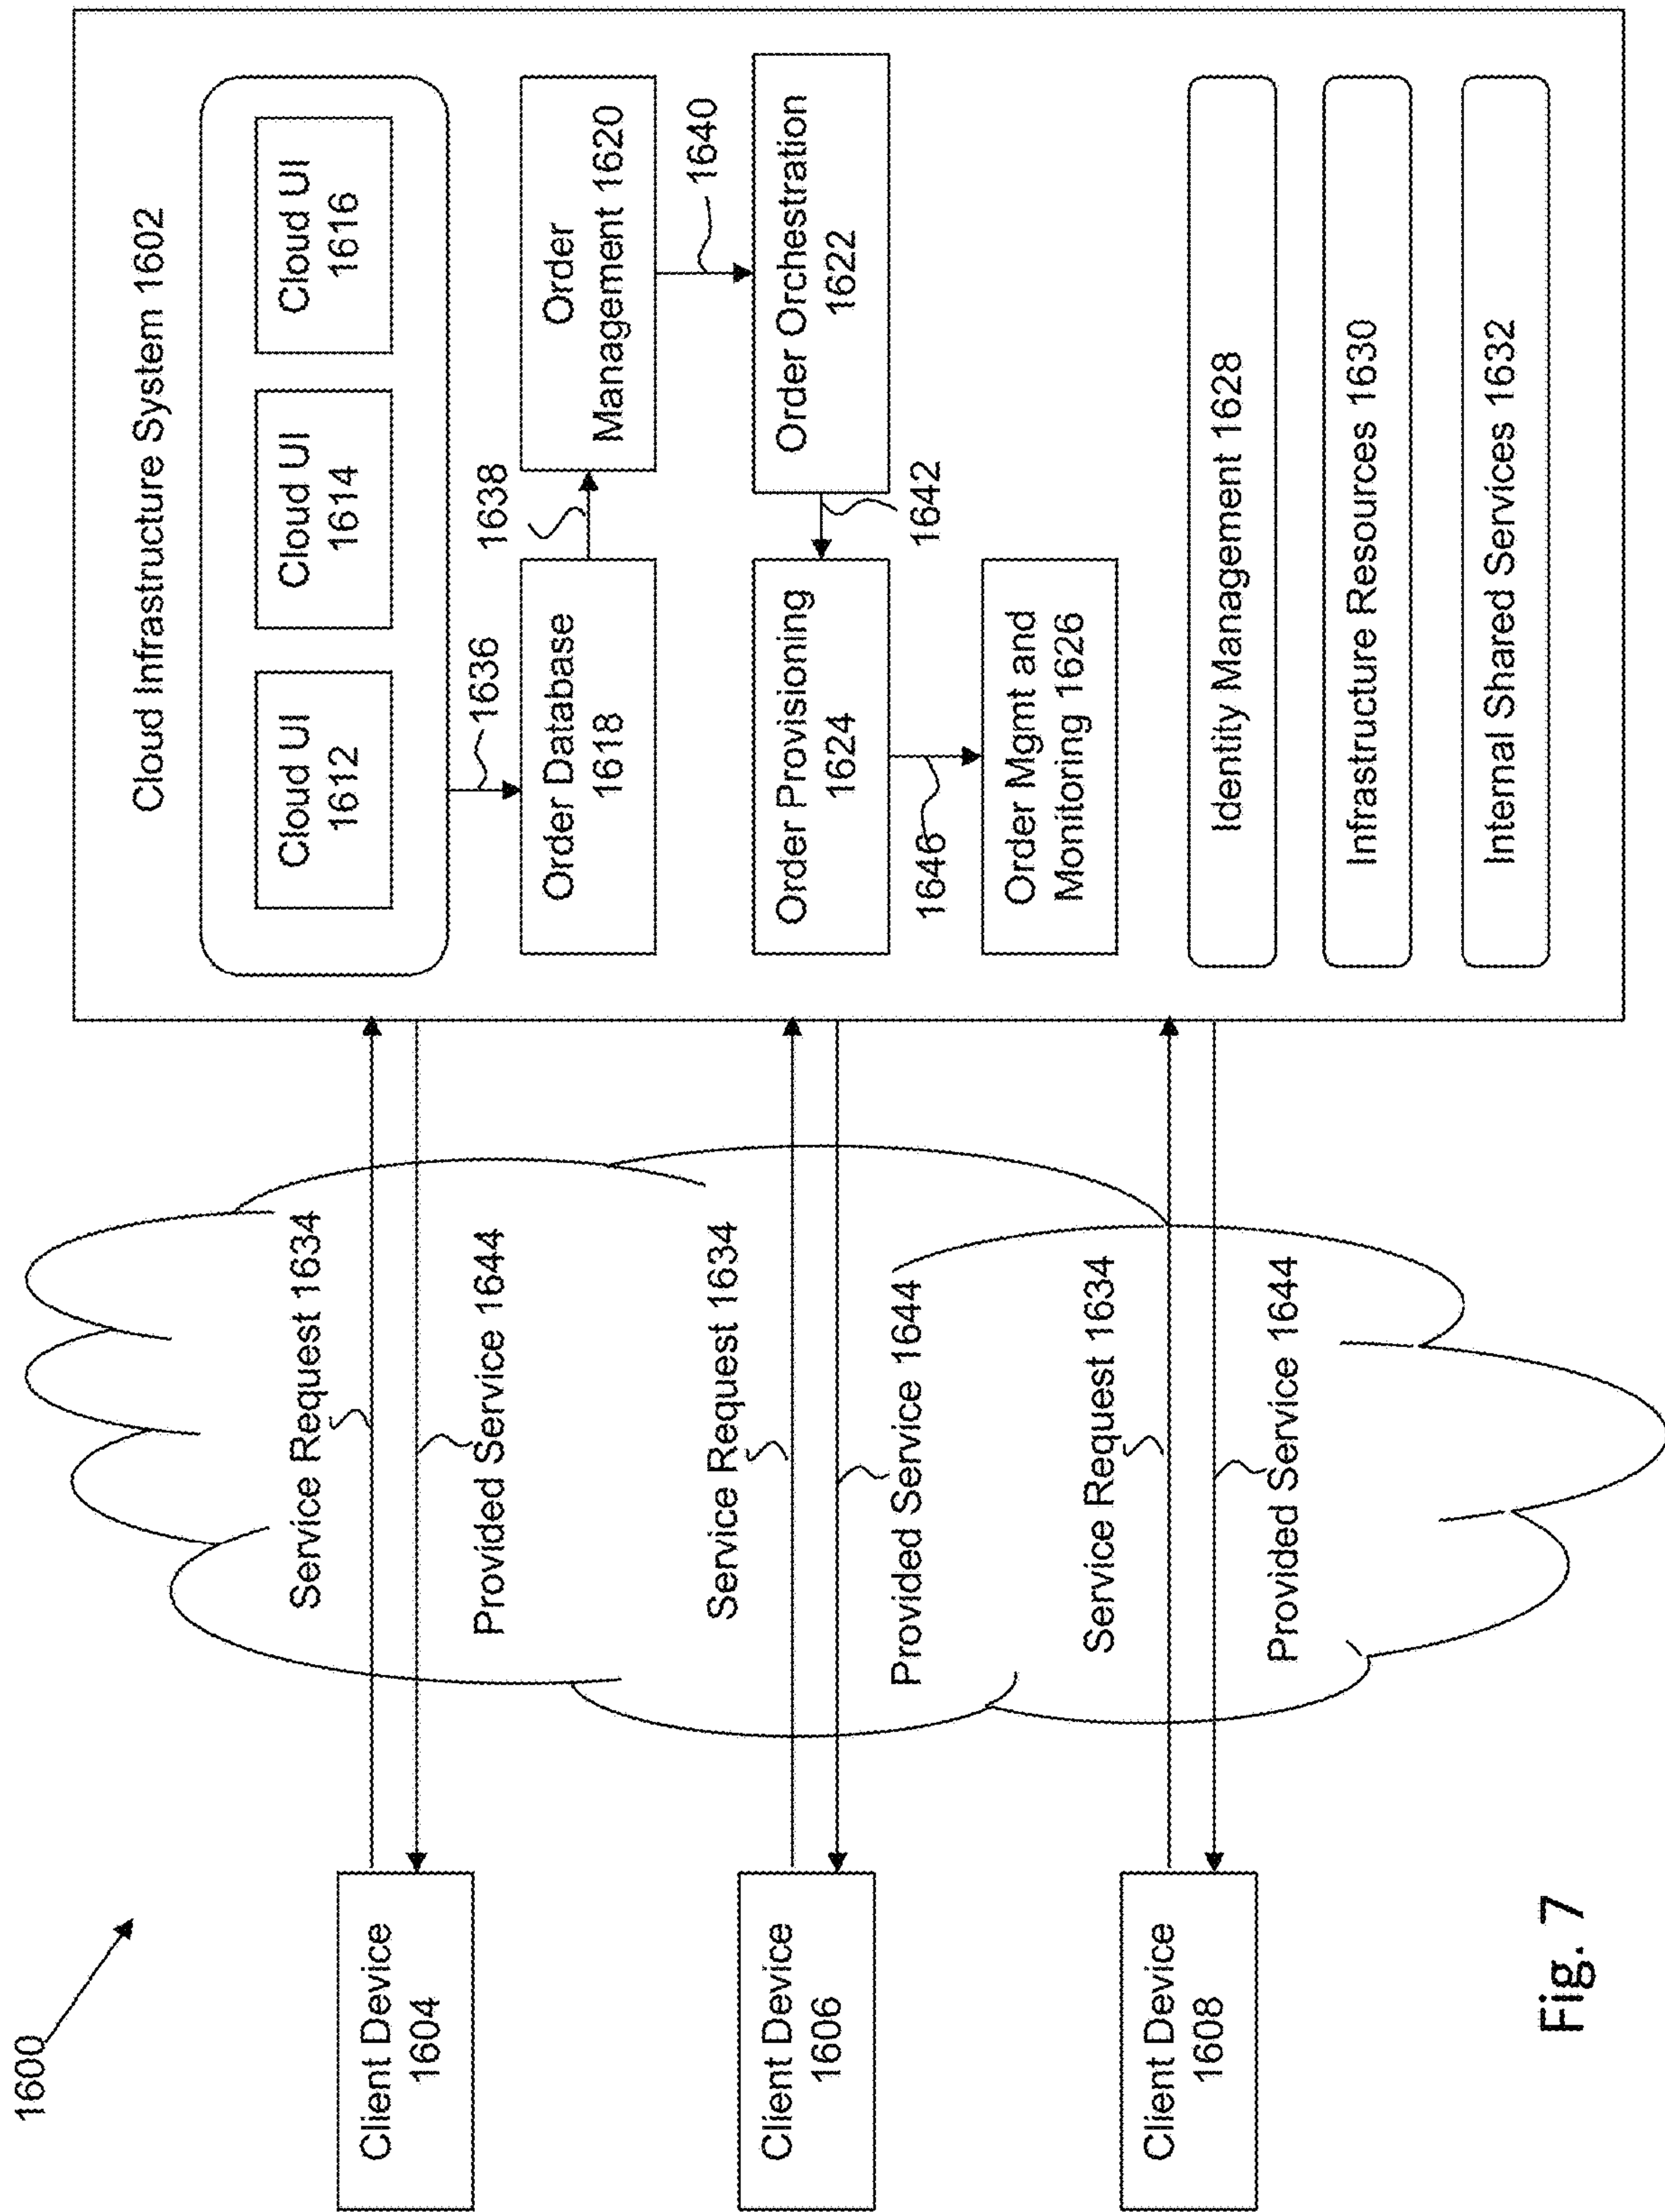 1600
Client Device
1604
Client Device
1606
Client Device
1608
Service Request 1634
Provided Service 1644
Service Request 1634
Provided Service 1644
Service Request 1634
Provided Service 1644
Cloud Infrastructure System 1602
Cloud UI
1612
Cloud UI
1614
Cloud UI
1616
1636
Order Database
1618
1638
Order
Management 1620
1640
Order Orchestration
1622
1642
Order Provisioning
1624
1646
Order Mgmt and
Monitoring 1626
Identity Management 1628
Infrastructure Resources 1630
Internal Shared Services 1632
Fig. 7